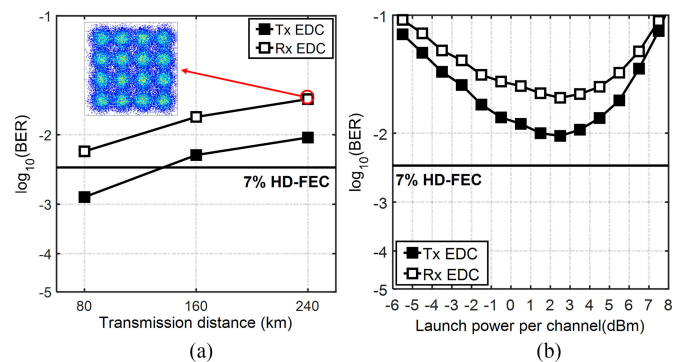 (a)
-1
-2
-3
-4
-5
log10(BER)
Tx EDC
Rx EDC
7% HD-FEC
80
160
240
Transmission distance (km)
(a)
(b)
-1
-2
-3
-4
-5
log10(BER)
7% HD-FEC
Tx EDC
Rx EDC
-6 -5 -4 -3 -2 -1 0 1 2 3 4 5 6 7 8
Launch power per channel(dBm)
(b)